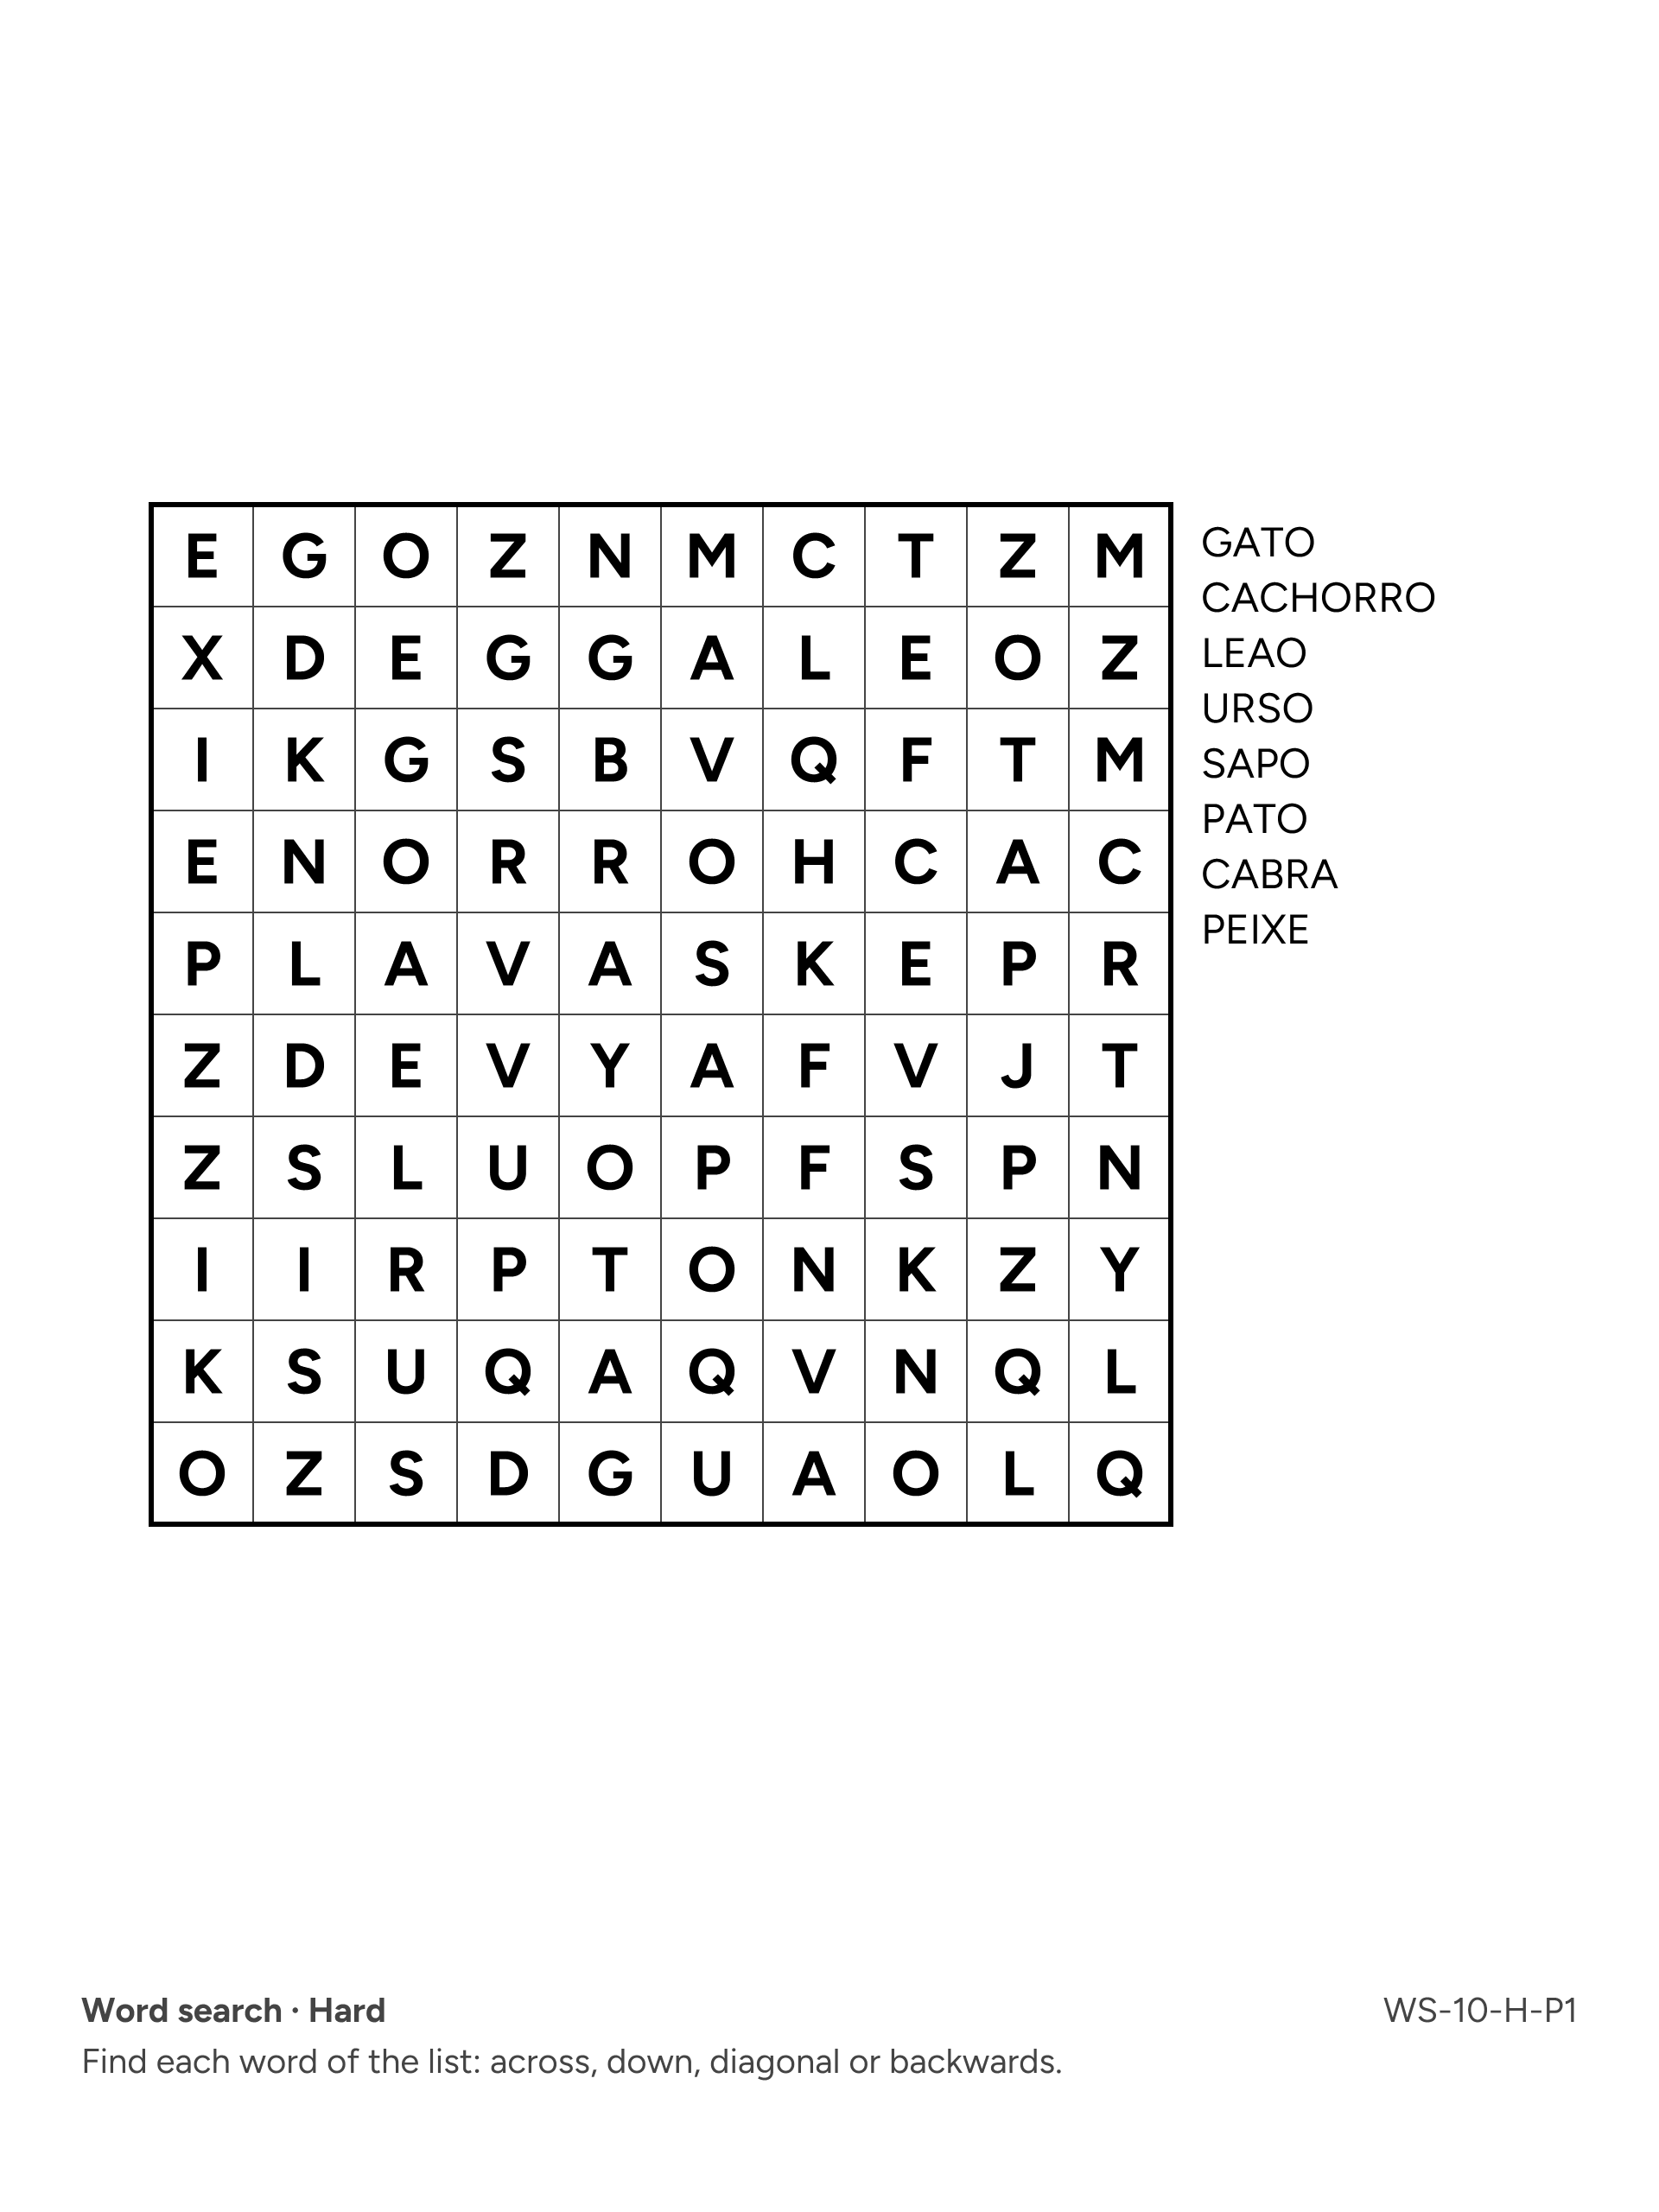 E G O Z N M C T Z M
X D E G G A L E O Z
I K G S B V Q F T M
E N O R R O H C A C
P L A V A S K E P R
Z D E V Y A F V J T
Z S L U O P F S P N
I I R P T O N K Z Y
K S U Q A Q V N Q L
O Z S D G U A O L Q
GATO
CACHORRO
LEAO
URSO
SAPO
PATO
CABRA
PEIXE
Word search · Hard
WS-10-H-P1
Find each word of the list: across, down, diagonal or backwards.